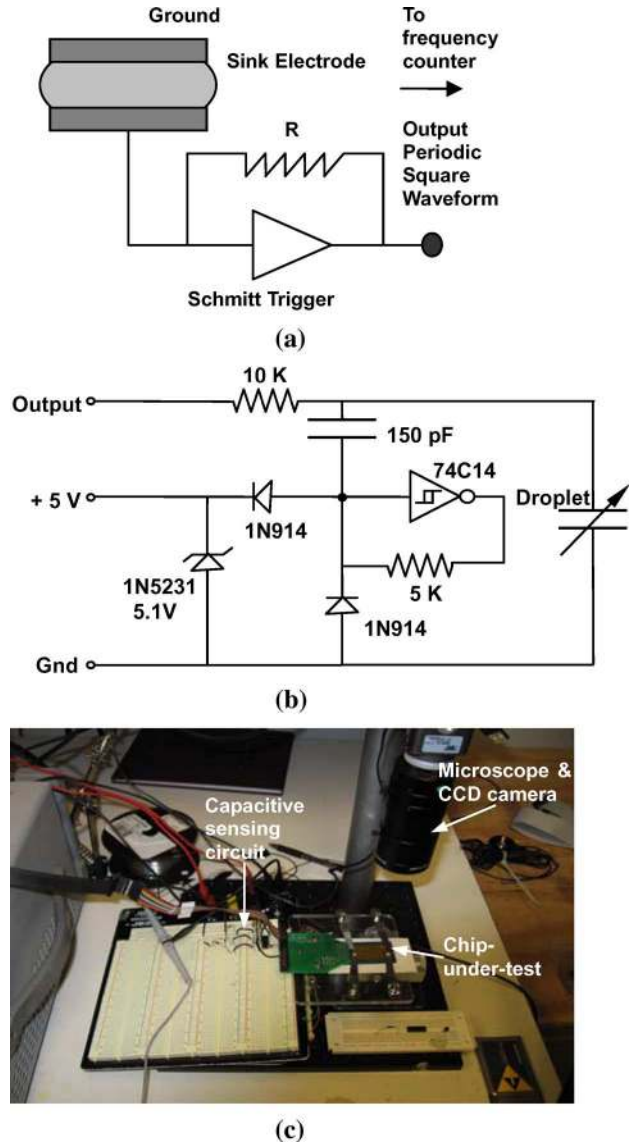 Ground
Sink Electrode
To
frequency
counter
R
Output
Periodic
Square
Waveform
Schmitt Trigger
(a)
10 K
Output
150 pF
74C14
+ 5 V
1N914
Droplet
1N5231
5.1V
5 K
1N914
Gnd
(b)
Microscope &
CCD camera
Capacitive
sensing
circuit
Chip-
under-test
(c)